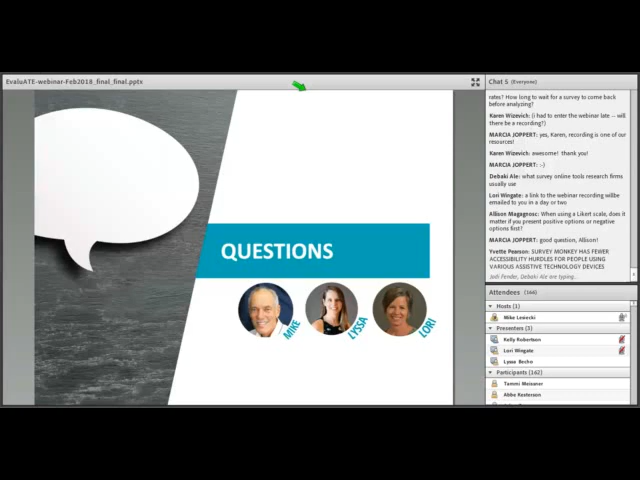 EvaluATE-webinar-Feb2018_final_final.pptx
QUESTIONS
MIKE
LYSSA
LORI
Chat 5 (Everyone)
rates? How long to wait for a survey to come back
before analyzing?
Karen Wizevich: (i had to enter the webinar late -- will
there be a recording?)
MARCIA JOPPERT: yes, Karen, recording is one of our
resources!
Karen Wizevich: awesome! thank you!
MARCIA JOPPERT: :-)
Debaki Ale: what survey online tools research firms
usually use
Lori Wingate: a link to the webinar recording willbe
emailed to you in a day or two
Allison Magagnosc: When using a Likert scale, does it
matter if you present positive options or negative
options first?
MARCIA JOPPERT: good question, Allison!
Yvette Pearson: SURVEY MONKEY HAS FEWER
ACCESSIBILITY HURDLES FOR PEOPLE USING
VARIOUS ASSISTIVE TECHNOLOGY DEVICES
Jodi Fender, Debaki Ale are typing...
Attendees (166)
Hosts (1)
Mike Lesiecki
Presenters (3)
Kelly Robertson
Lori Wingate
Lyssa Becho
Participants (162)
Tammi Meissner
Abbe Kesterson